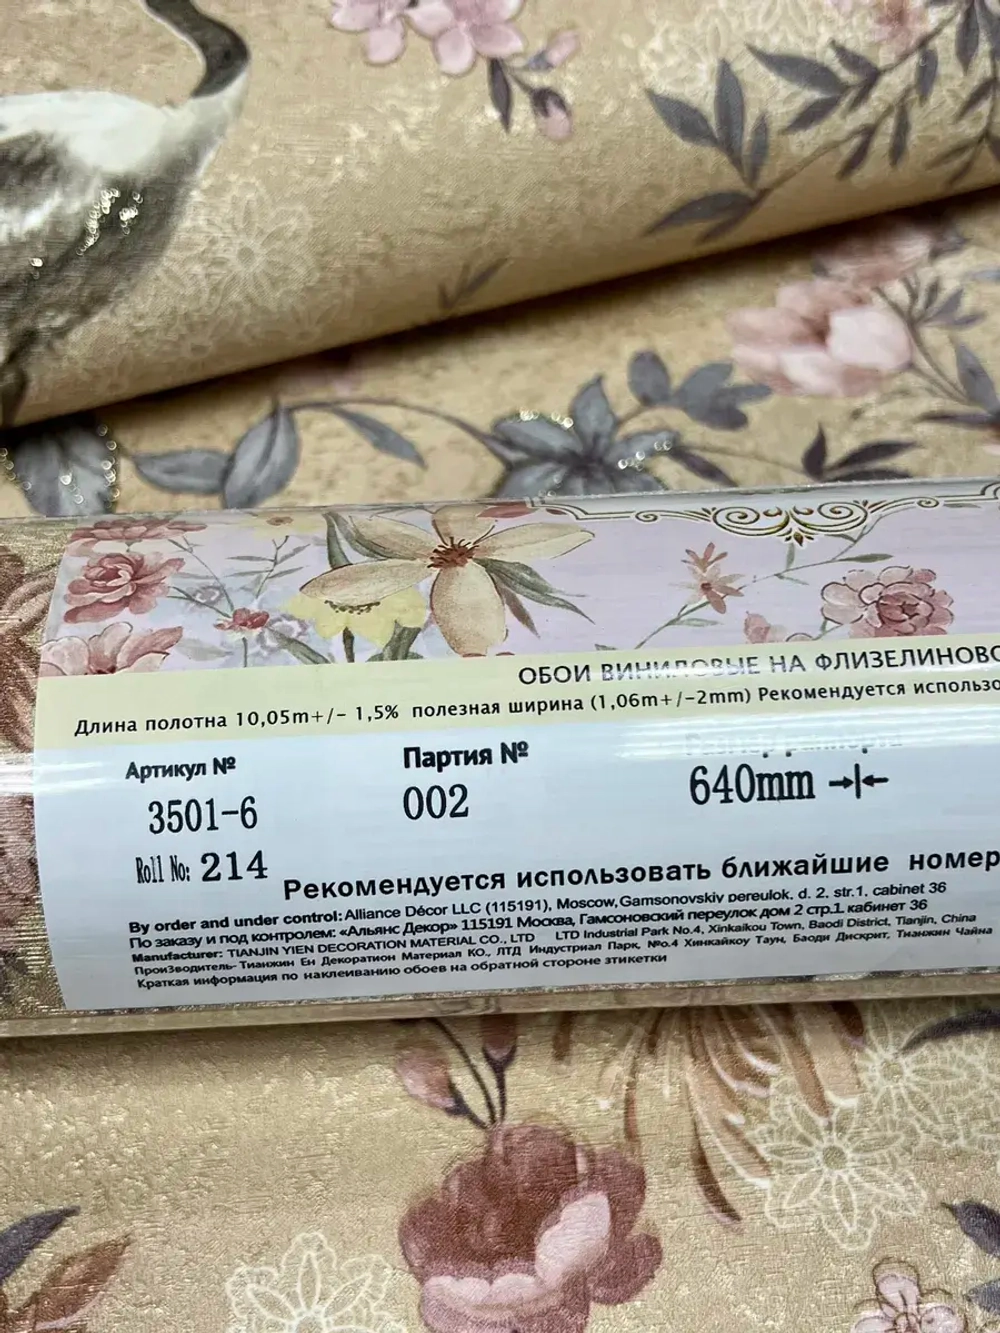 ОБОИ ВИНИЛОВЫЕ НА ФЛИЗЕЛИНОВО
Длина полотна 10,05m+/- 1,5% полезная ширина (1,06m+/-2mm) Рекомендуется использо
Артикул № Партия № Размер раппорта
3501-6 002 640mm →|←
Roll No: 214
Рекомендуется использовать ближайшие номер
By order and under control: Alliance Décor LLC (115191), Moscow, Gamsonovskiy pereulok. d. 2, str.1, cabinet 36
По заказу и под контролем: «Альянс Декор» 115191 Москва, Гамсоновский переулок дом 2 стр.1 кабинет 36
Manufacturer: TIANJIN YIEN DECORATION MATERIAL CO., LTD LTD Industrial Park No.4, Xinkaikou Town, Baodi District, Tianjin, China
Производитель- Тианжин Ен Декоратион Материал КО., ЛТД Индустриал Парк, №o.4 Хинкайкоу Таун, Баоди Дискрит, Тианжин Чайна
Краткая информация по наклеиванию обоев на обратной стороне зтикетки